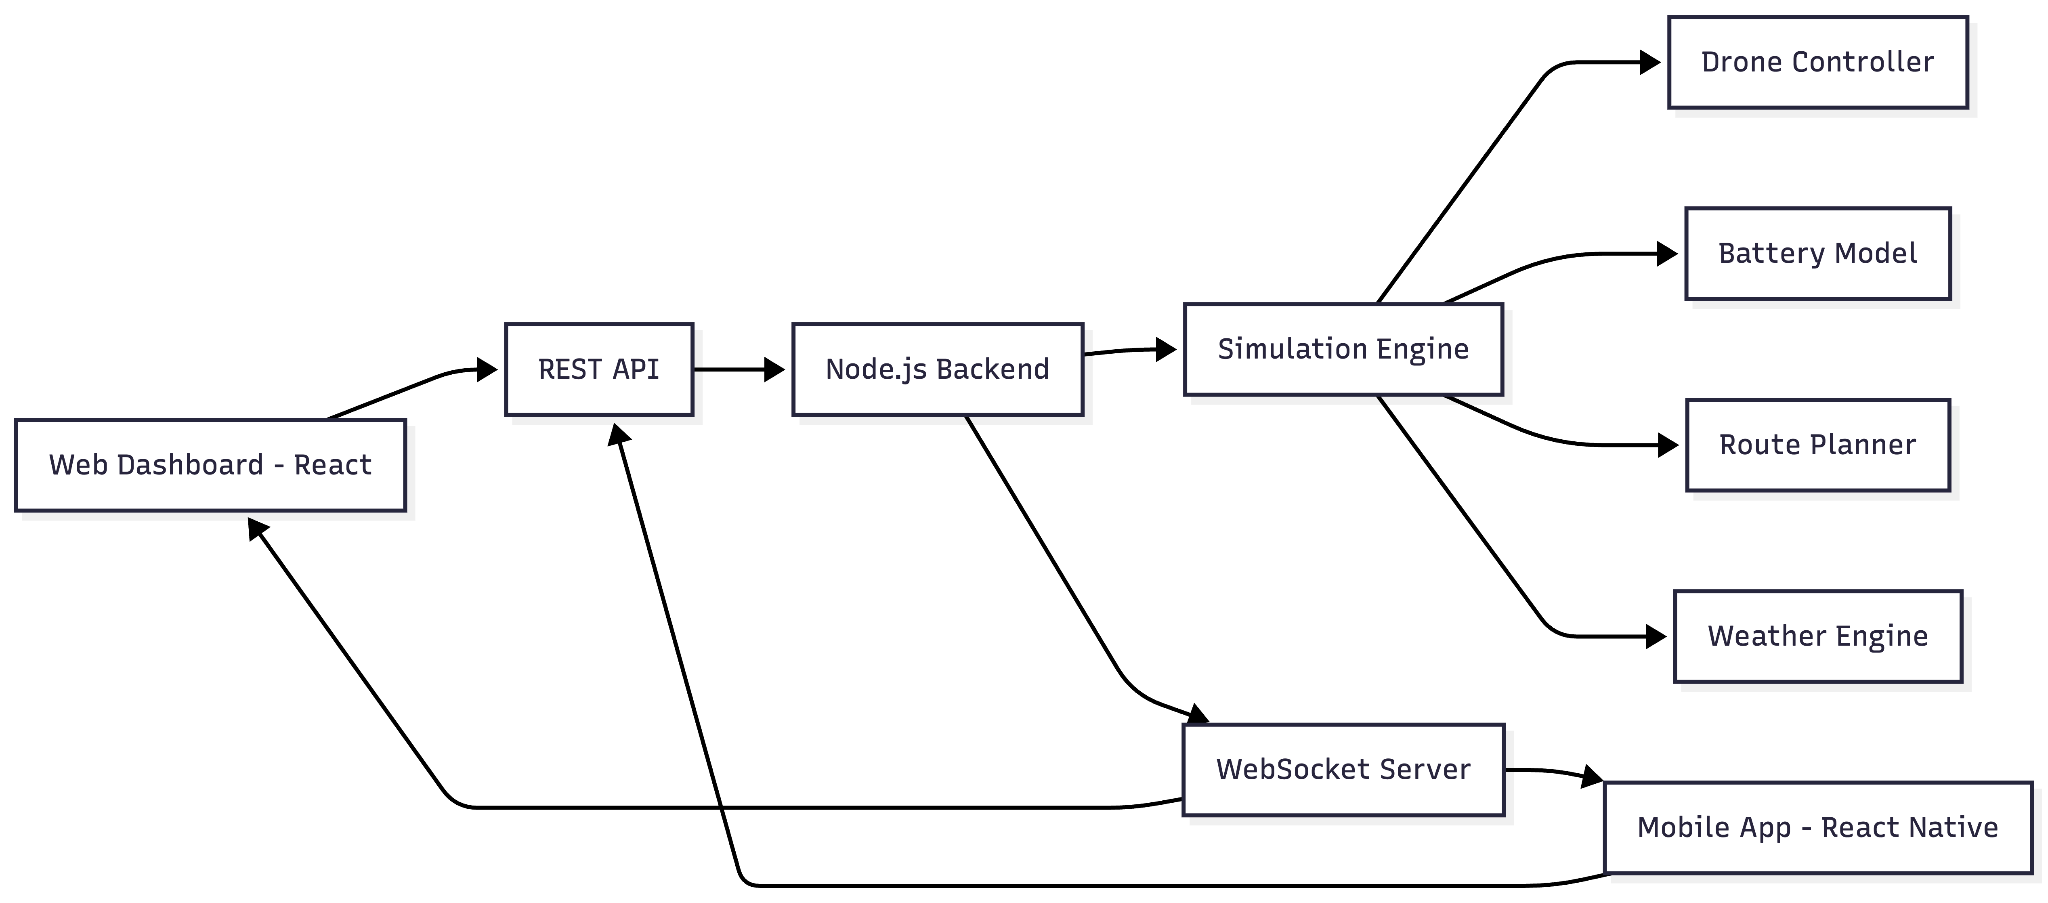 Drone Controller
Battery Model
Simulation Engine
REST API
Node.js Backend
Route Planner
Web Dashboard - React
Weather Engine
WebSocket Server
Mobile App - React Native